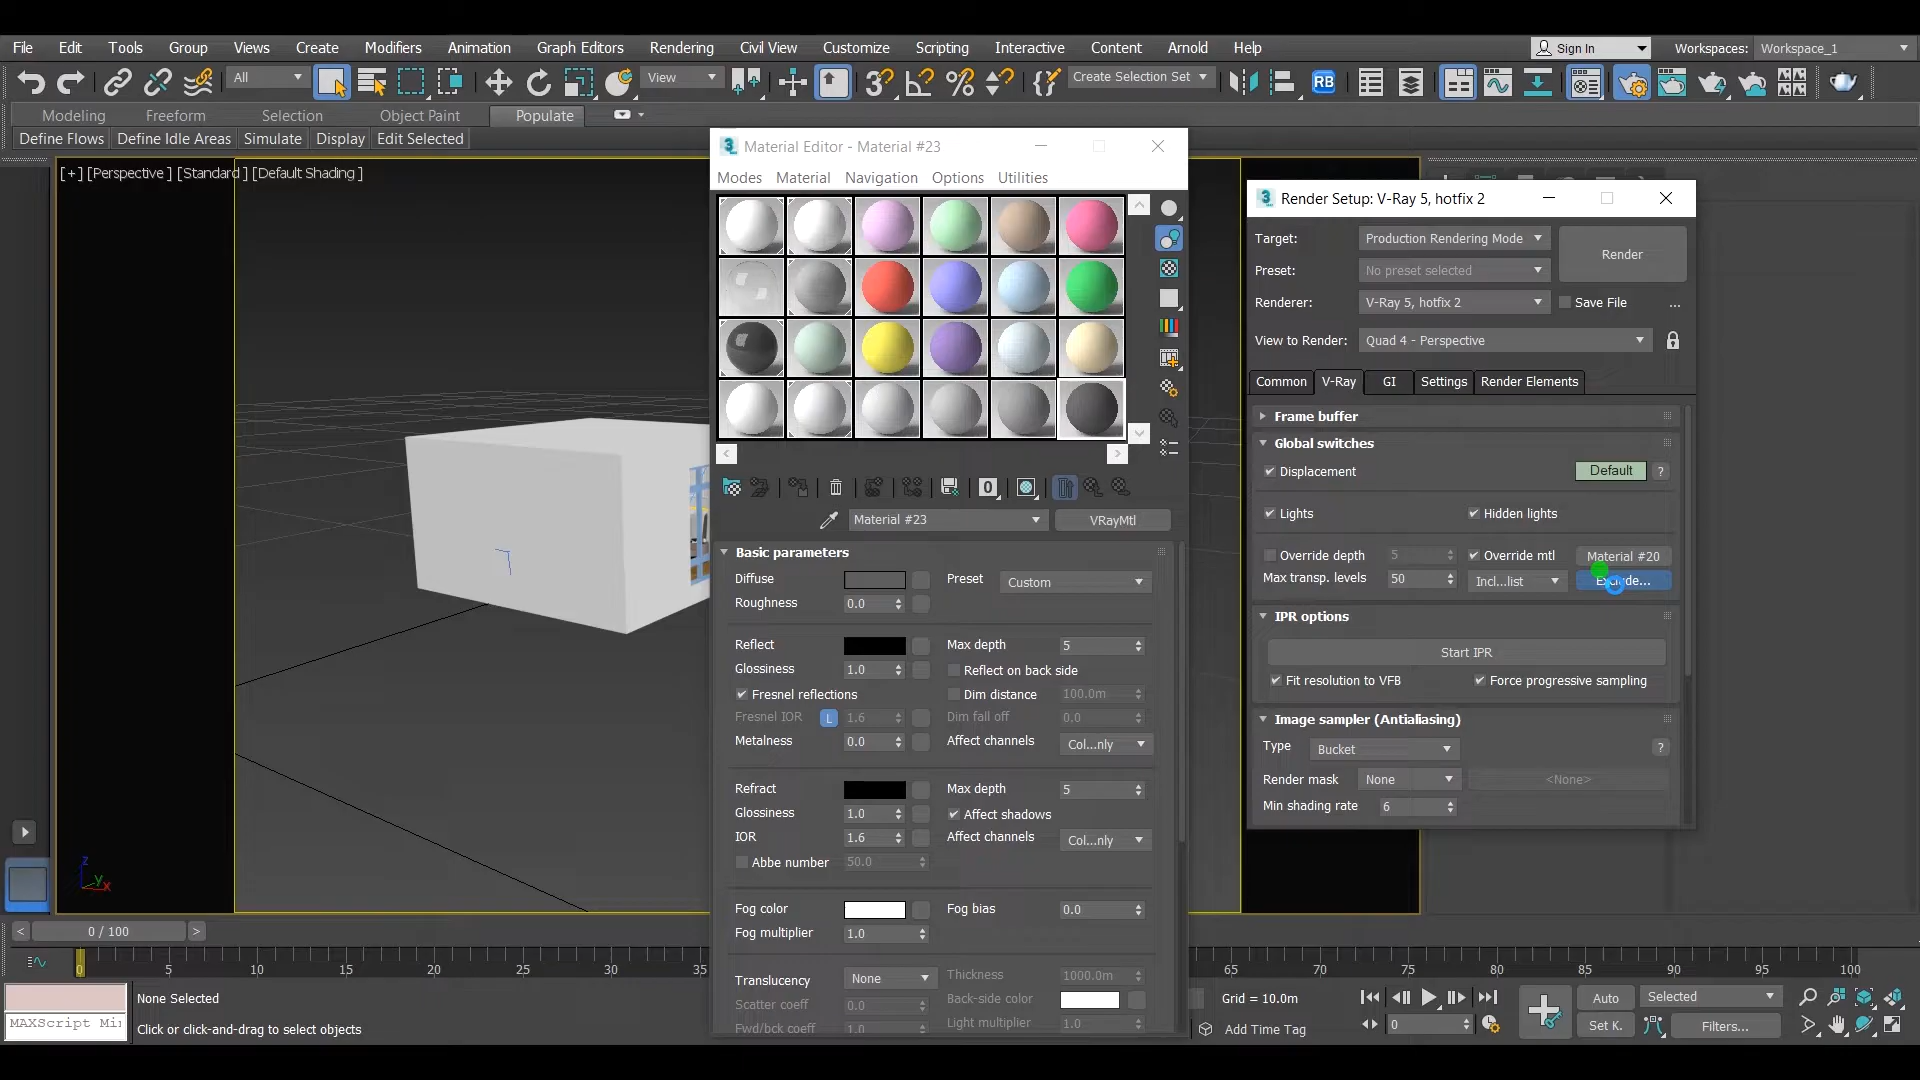 File Edit Tools Group Views Create Modifiers Animation Graph Editors Rendering Civil View Customize Scripting Interactive Content Arnold Help Sign In Workspaces: Workspace_1
All View Create Selection Set RB
Modeling Freeform Selection Object Paint Populate
Define Flows Define Idle Areas Simulate Display Edit Selected
[+] [Perspective ] [Standard ] [Default Shading ]
Material Editor - Material #23
Modes Material Navigation Options Utilities
0
Material #23 VRayMtl
Basic parameters
Diffuse Preset Custom
Roughness 0.0
Reflect Max depth 5
Glossiness 1.0 Reflect on back side
Fresnel reflections Dim distance 100.0m
Fresnel IOR L 1.6 Dim fall off 0.0
Metalness 0.0 Affect channels Col...nly
Refract Max depth 5
Glossiness 1.0 Affect shadows
IOR 1.6 Affect channels Col...nly
Abbe number 50.0
Fog color Fog bias 0.0
Fog multiplier 1.0
Translucency None Thickness 1000.0m
Scatter coeff 0.0 Back-side color
Fwd/bck coeff 1.0 Light multiplier 1.0
Render Setup: V-Ray 5, hotfix 2
Target: Production Rendering Mode Render
Preset: No preset selected
Renderer: V-Ray 5, hotfix 2 Save File ...
View to Render: Quad 4 - Perspective
Common V-Ray GI Settings Render Elements
Frame buffer
Global switches
Displacement Default ?
Lights Hidden lights
Override depth 5 Override mtl Material #20
Max transp. levels 50 Incl...list
IPR options
Start IPR
Fit resolution to VFB Force progressive sampling
Image sampler (Antialiasing)
Type Bucket ?
Render mask None <None>
Min shading rate 6
z
y
x
< 0 / 100 >
0 5 10 15 20 25 30 35 65 70 75 80 85 90 95 100
None Selected Grid = 10.0m Auto Selected
MAXScript Mi Click or click-and-drag to select objects Add Time Tag 0 Set K. Filters...